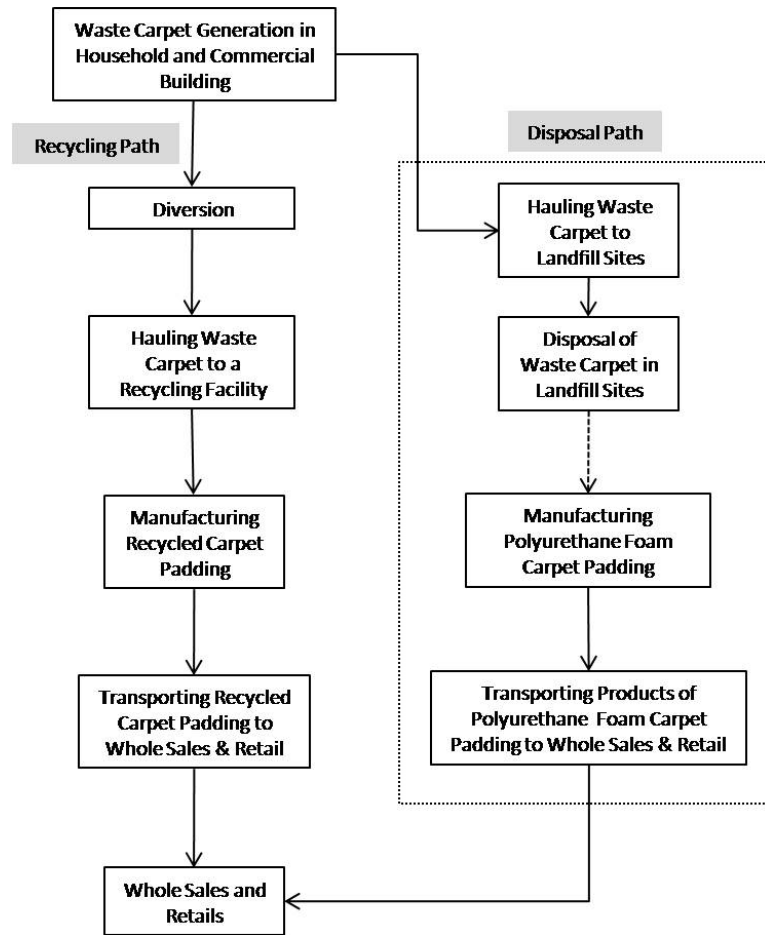 Waste Carpet Generation in
Household and Commercial
Building
Recycling Path
Disposal Path
Diversion
Hauling Waste
Carpet to
Landfill Sites
Hauling Waste
Carpet to a
Recycling Facility
Disposal of
Waste Carpet in
Landfill Sites
Manufacturing
Recycled Carpet
Padding
Manufacturing
Polyurethane Foam
Carpet Padding
Transporting Recycled
Carpet Padding to
Whole Sales & Retail
Transporting Products of
Polyurethane Foam Carpet
Padding to Whole Sales & Retail
Whole Sales and
Retails